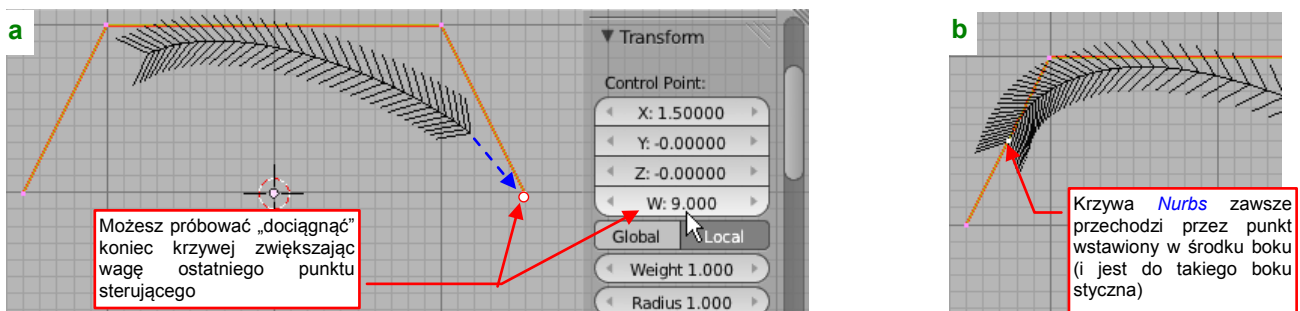 a
Transform
Control Point:
X: 1.50000
Y: -0.00000
Z: -0.00000
W: 9.000
Global Local
Weight 1.000
Radius 1.000
Możesz próbować „dociągnąć”
koniec krzywej zwiększając
wagę ostatniego punktu
sterującego
b
Krzywa Nurbs zawsze
przechodzi przez punkt
wstawiony w środku boku
(i jest do takiego boku
styczna)